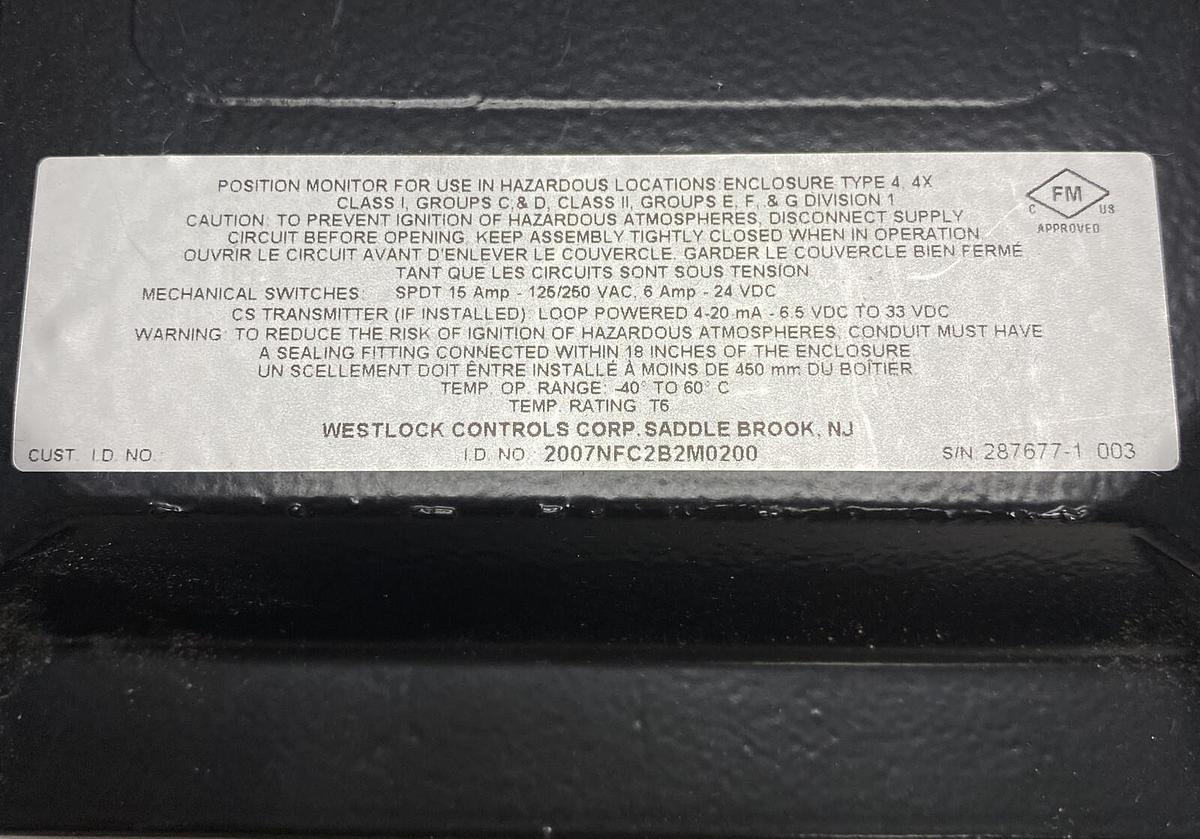 POSITION MONITOR FOR USE IN HAZARDOUS LOCATIONS ENCLOSURE TYPE 4, 4X
CLASS I, GROUPS C & D, CLASS II, GROUPS E, F, & G DIVISION 1
CAUTION: TO PREVENT IGNITION OF HAZARDOUS ATMOSPHERES, DISCONNECT SUPPLY
CIRCUIT BEFORE OPENING, KEEP ASSEMBLY TIGHTLY CLOSED WHEN IN OPERATION
OUVRIR LE CIRCUIT AVANT D'ENLEVER LE COUVERCLE. GARDER LE COUVERCLE BIEN FERMÉ
TANT QUE LES CIRCUITS SONT SOUS TENSION
FM
C US
APPROVED
MECHANICAL SWITCHES: SPDT 15 Amp - 125/250 VAC, 6 Amp - 24 VDC
CS TRANSMITTER (IF INSTALLED): LOOP POWERED 4-20 mA - 6.5 VDC TO 33 VDC
WARNING: TO REDUCE THE RISK OF IGNITION OF HAZARDOUS ATMOSPHERES, CONDUIT MUST HAVE
A SEALING FITTING CONNECTED WITHIN 18 INCHES OF THE ENCLOSURE
UN SCELLEMENT DOIT ÊNTRE INSTALLÉ À MOINS DE 450 mm DU BOÎTIER
TEMP. OP. RANGE: -40° TO 60° C
TEMP. RATING T6
WESTLOCK CONTROLS CORP. SADDLE BROOK, NJ
CUST. I.D. NO. I.D. NO. 2007NFC2B2M0200 S/N 287677-1 003